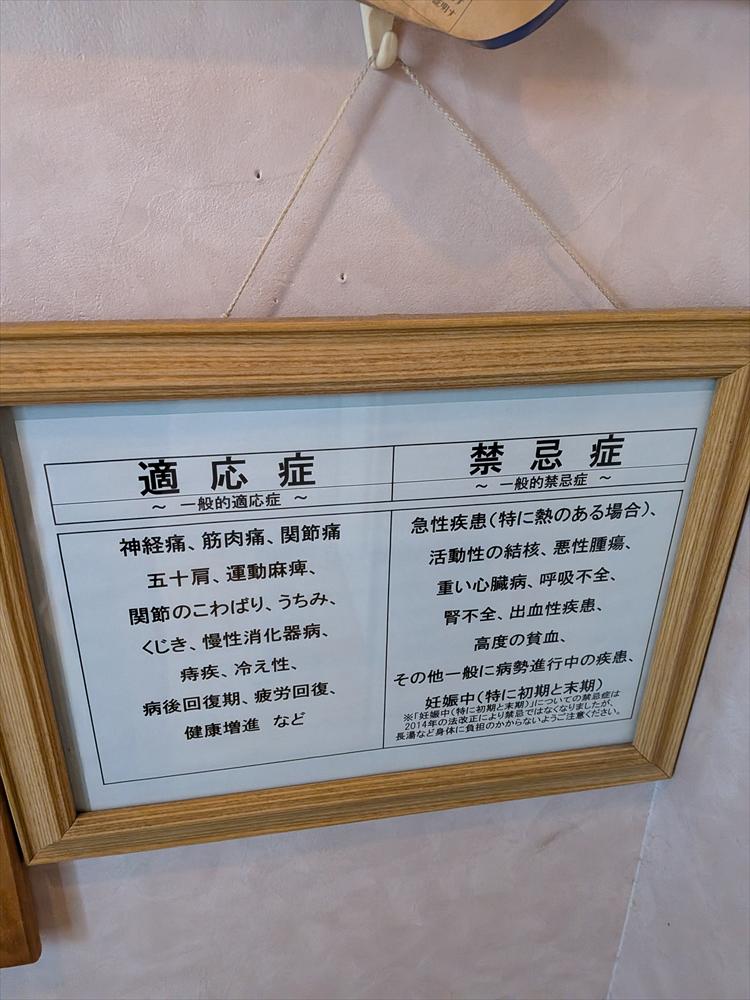 適応症
～ 一般的適応症 ～
神経痛、筋肉痛、関節痛
五十肩、運動麻痺、
関節のこわばり、うちみ、
くじき、慢性消化器病、
痔疾、冷え性、
病後回復期、疲労回復、
健康増進 など
禁忌症
～ 一般的禁忌症 ～
急性疾患(特に熱のある場合)、
活動性の結核、悪性腫瘍、
重い心臓病、呼吸不全、
腎不全、出血性疾患、
高度の貧血、
その他一般に病勢進行中の疾患、
妊娠中(特に初期と末期)
※「妊娠中(特に初期と末期)」についての禁忌症は
2014年の法改正により禁忌ではなくなりましたが、
長湯など身体に負担のかからないようご注意ください。